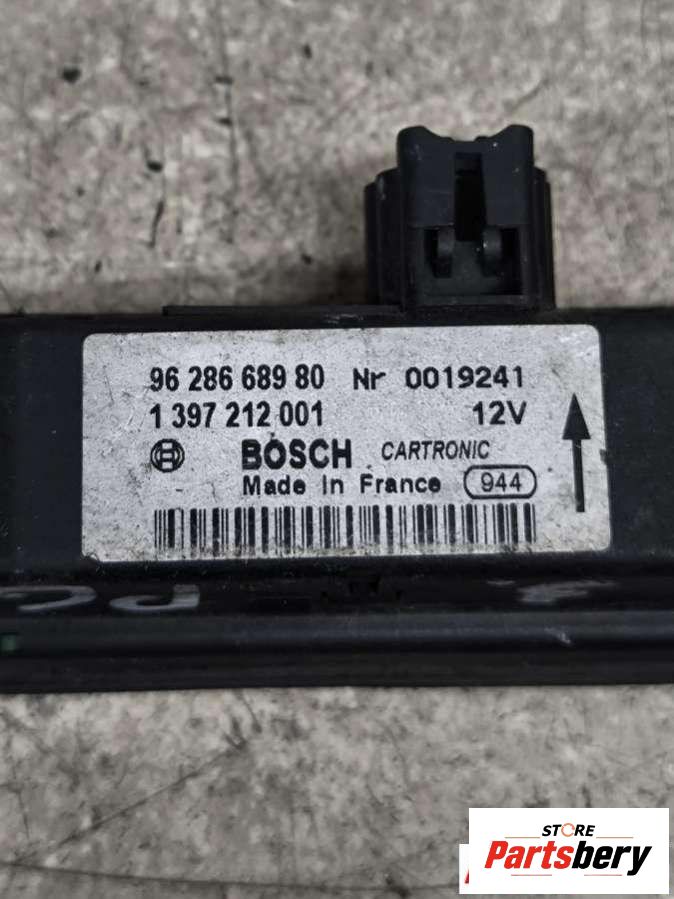 96 286 689 80 Nr 0019241
1 397 212 001 12V
BOSCH CARTRONIC
Made In France 944
STORE
Partsbery